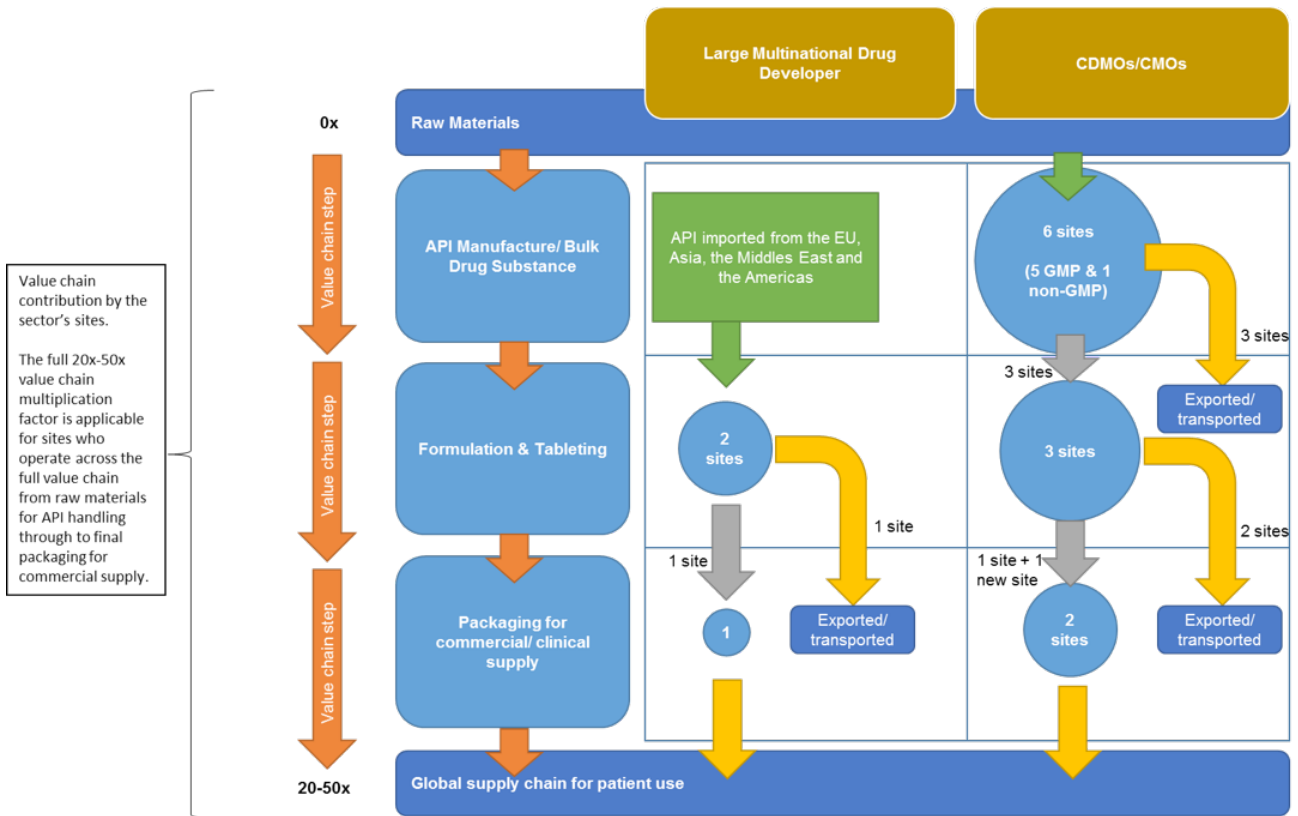 Large Multinational Drug
Developer
CDMOs/CMOs
0x
Raw Materials
Value chain step
API Manufacture/ Bulk
Drug Substance
API imported from the EU,
Asia, the Middle East and
the Americas
6 sites
(5 GMP & 1
non-GMP)
3 sites
3 sites
Exported/
transported
Value chain
contribution by the
sector's sites.
The full 20x-50x
value chain
multiplication
factor is applicable
for sites who
operate across the
full value chain
from raw materials
for API handling
through to final
packaging for
commercial supply.
Value chain step
Formulation & Tableting
2
sites
1 site
1 site
3 sites
2 sites
1 site + 1
new site
Value chain step
Packaging for
commercial/ clinical
supply
1
Exported/
transported
2
sites
Exported/
transported
20-50x
Global supply chain for patient use